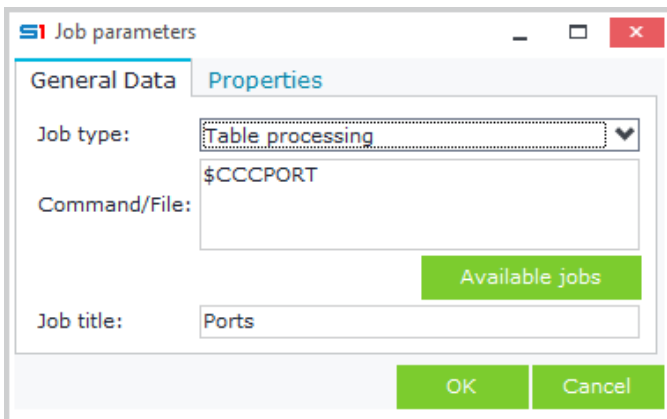 S1 Job parameters
General Data Properties
Job type: Table processing
Command/File: $CCCPORT
Available jobs
Job title: Ports
OK Cancel